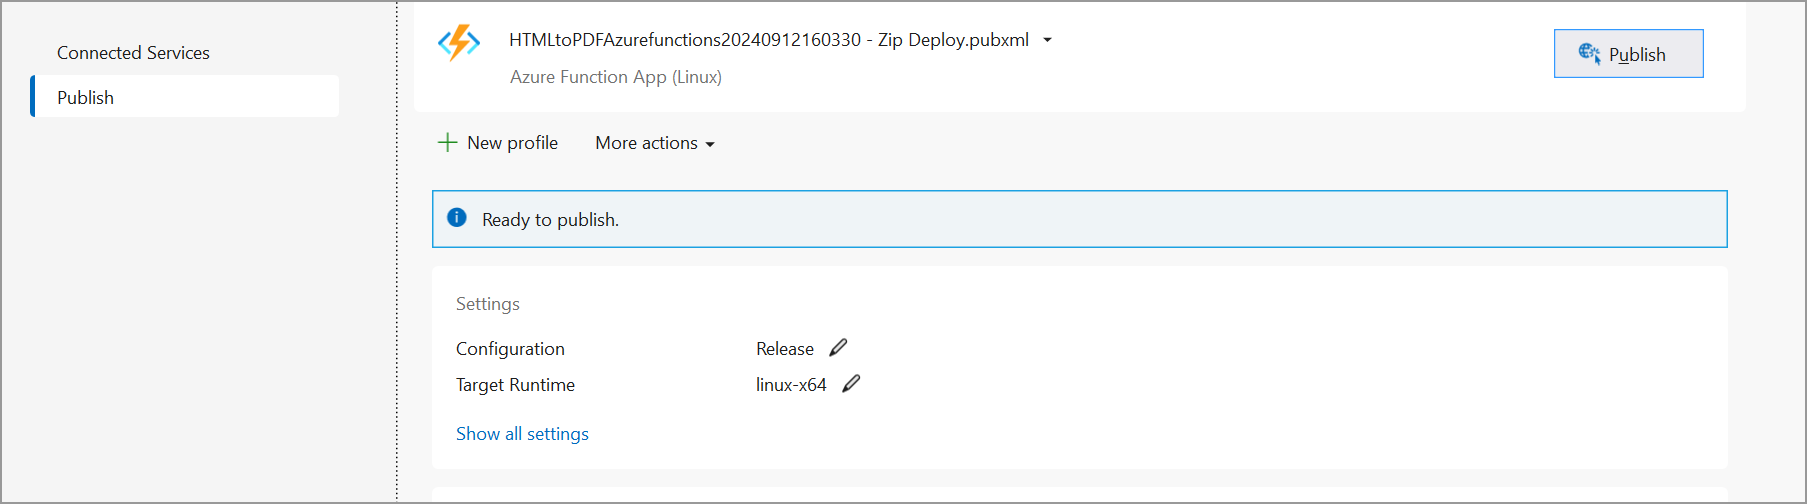 Connected Services
Publish
HTMLtoPDFAzurefunctions20240912160330 - Zip Deploy.pubxml
Azure Function App (Linux)
Publish
New profile
More actions
Ready to publish.
Settings
Configuration Release
Target Runtime linux-x64
Show all settings